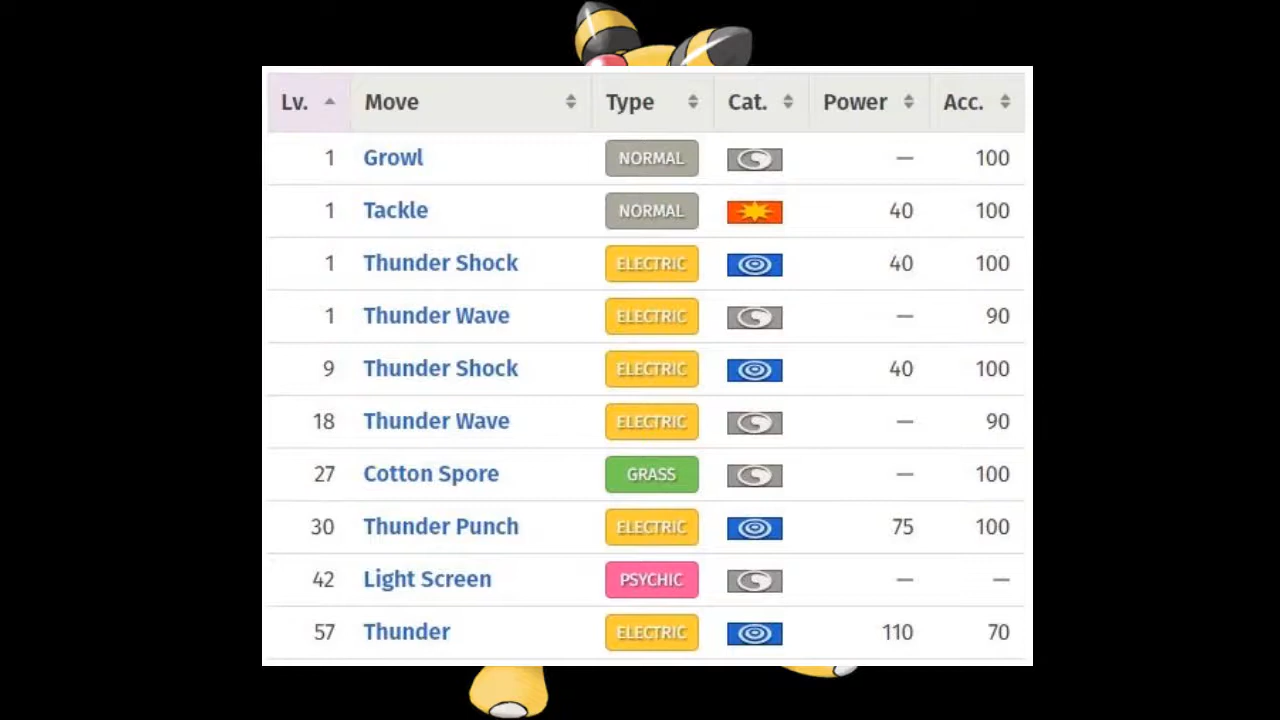 Lv. Move Type Cat. Power Acc.
1 Growl NORMAL — 100
1 Tackle NORMAL 40 100
1 Thunder Shock ELECTRIC 40 100
1 Thunder Wave ELECTRIC — 90
9 Thunder Shock ELECTRIC 40 100
18 Thunder Wave ELECTRIC — 90
27 Cotton Spore GRASS — 100
30 Thunder Punch ELECTRIC 75 100
42 Light Screen PSYCHIC — —
57 Thunder ELECTRIC 110 70